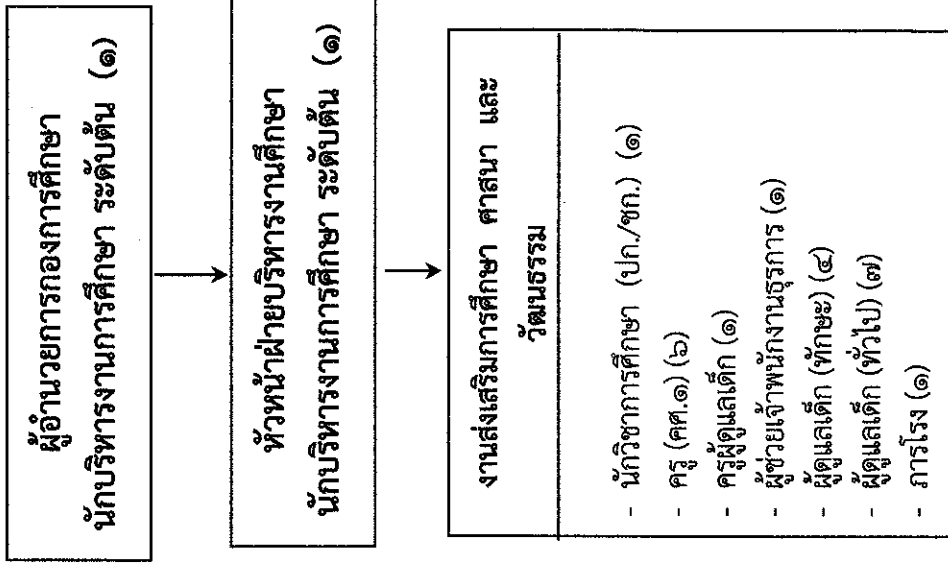 ผู้อำนวยการกองการศึกษา
นักบริหารงานการศึกษา ระดับต้น (๑)
หัวหน้าฝ่ายบริหารงานศึกษา
นักบริหารงานการศึกษา ระดับต้น (๑)
งานส่งเสริมการศึกษา ศาสนา และ
วัฒนธรรม
- นักวิชาการศึกษา (ปก./ชก.) (๑)
- ครู (คศ.๑) (๖)
- ครูผู้ดูแลเด็ก (๑)
- ผู้ช่วยเจ้าพนักงานธุรการ (๑)
- ผู้ดูแลเด็ก (ทักษะ) (๔)
- ผู้ดูแลเด็ก (ทั่วไป) (๗)
- ภารโรง (๑)